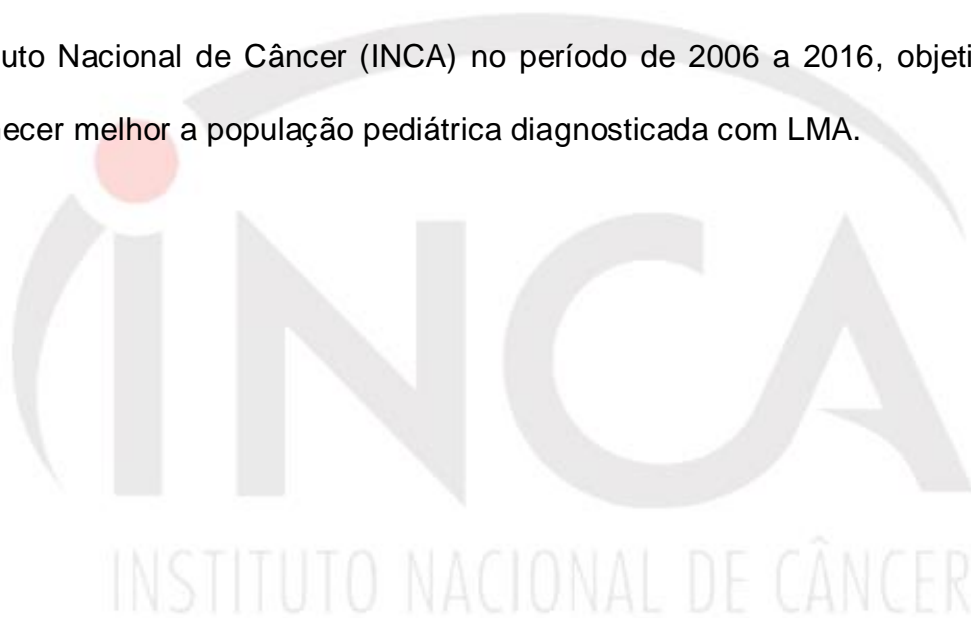 uto Nacional de Câncer (INCA) no período de 2006 a 2016, objeti
hecer melhor a população pediátrica diagnosticada com LMA.
INCA
INSTITUTO NACIONAL DE CÂNCER